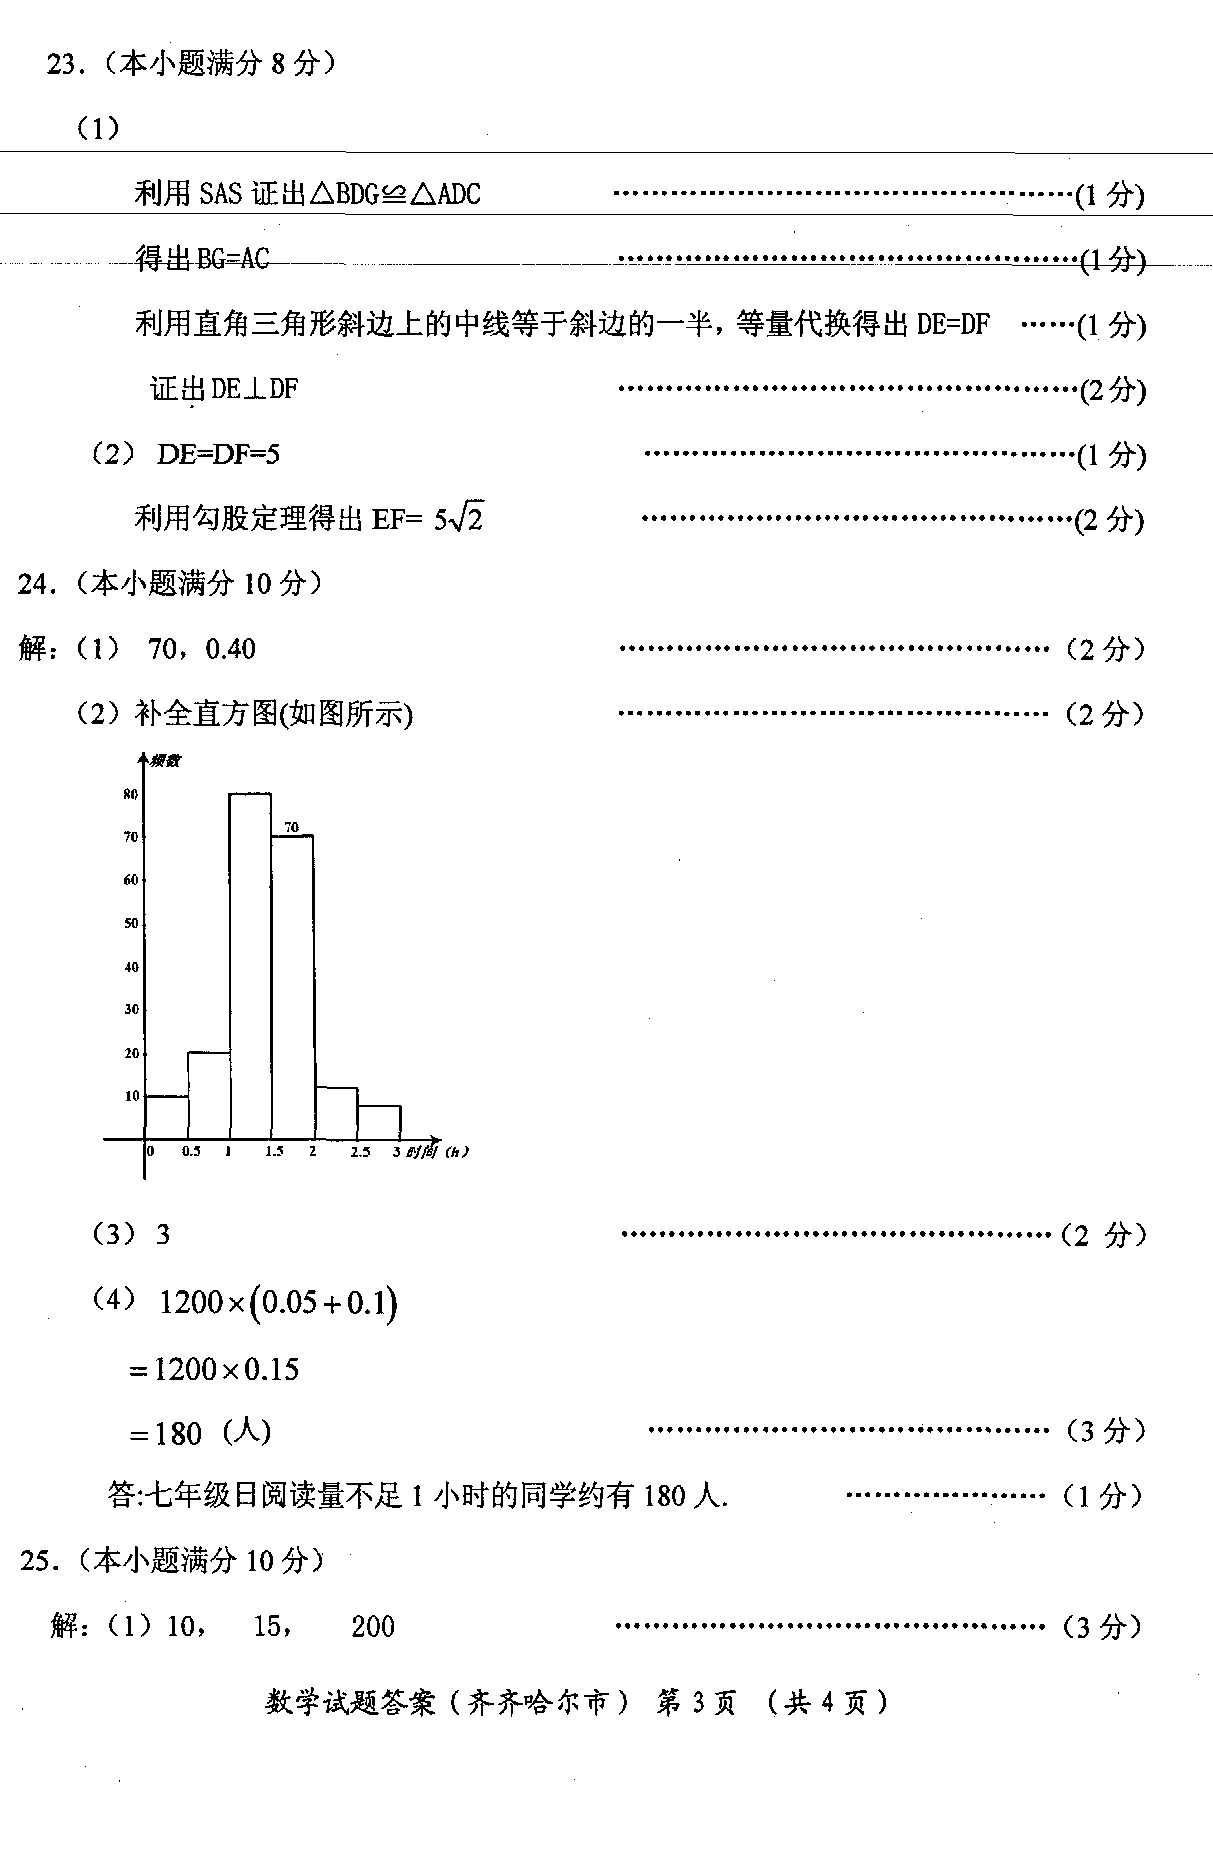 23.（本小题满分 8 分）
（1）
利用 SAS 证出△BDG≌△ADC ················································(1 分)
得出 BG=AC ················································(1 分)
利用直角三角形斜边上的中线等于斜边的一半，等量代换得出 DE=DF ······(1 分)
证出 DE⊥DF ················································(2 分)
（2） DE=DF=5 ·············································(1 分)
利用勾股定理得出 EF= 5√2 ·············································(2 分)
24.（本小题满分 10 分）
解：（1） 70， 0.40 ·············································（2 分）
（2）补全直方图(如图所示) ·············································（2 分）
频数
80
70
70
60
50
40
30
20
10
0 0.5 1 1.5 2 2.5 3 时间（h）
（3） 3 ·············································（2 分）
（4） 1200×(0.05+0.1)
=1200×0.15
=180 (人) ··········································（3 分）
答:七年级日阅读量不足 1 小时的同学约有 180 人. ·····················（1 分）
25.（本小题满分 10 分）
解：（1）10， 15， 200 ·············································（3 分）
数学试题答案（齐齐哈尔市） 第 3 页 （共 4 页）